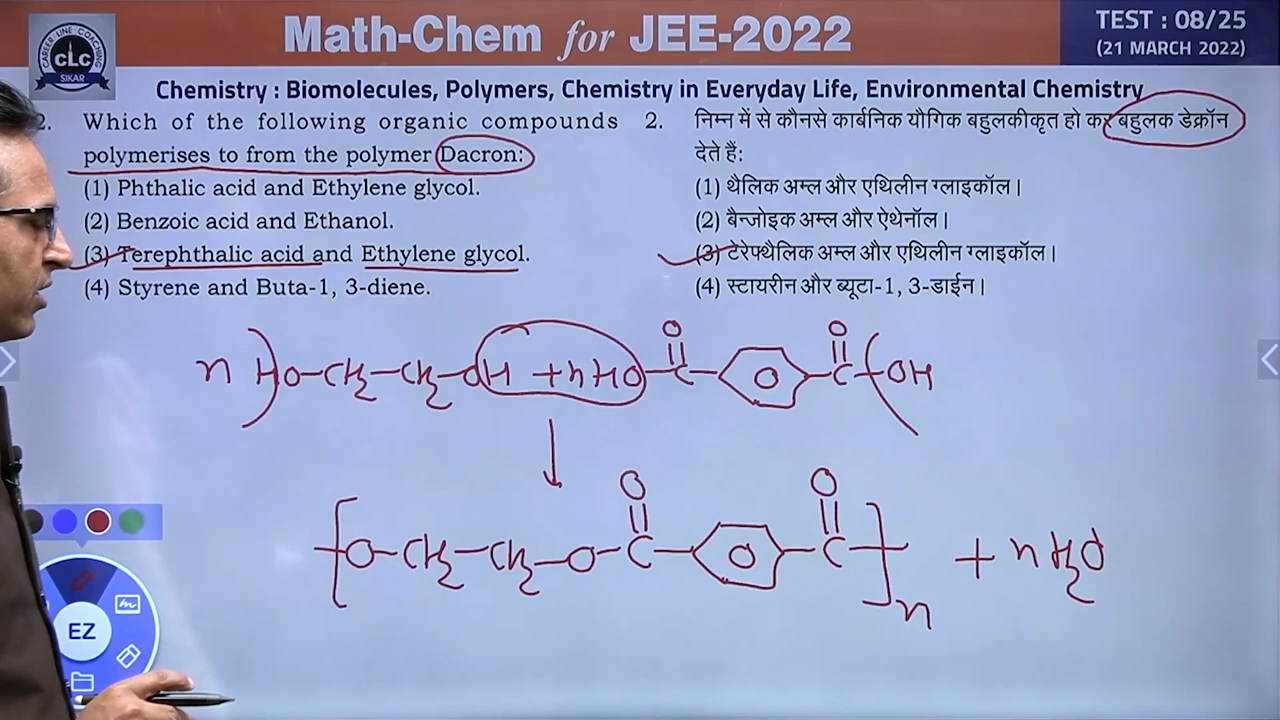 CAREER LINE COACHING
CLC
SIKAR
Math-Chem for JEE-2022
TEST : 08/25
(21 MARCH 2022)
Chemistry : Biomolecules, Polymers, Chemistry in Everyday Life, Environmental Chemistry
2. Which of the following organic compounds
polymerises to from the polymer Dacron:
(1) Phthalic acid and Ethylene glycol.
(2) Benzoic acid and Ethanol.
(3) Terephthalic acid and Ethylene glycol.
(4) Styrene and Buta-1, 3-diene.
2. निम्न में से कौनसे कार्बनिक यौगिक बहुलकीकृत हो कर बहुलक डेक्रॉन
देते हैं:
(1) थैलिक अम्ल और एथिलीन ग्लाइकॉल।
(2) बैन्जोइक अम्ल और ऐथेनॉल।
(3) टेरेफ्थैलिक अम्ल और एथिलीन ग्लाइकॉल।
(4) स्टायरीन और ब्यूटा-1, 3-डाईन।
O O
n HO-CH2-CH2-OH + nHO-C- O -C-OH
O O
[O-CH2-CH2-O-C- O -C]n + nH2O
EZ